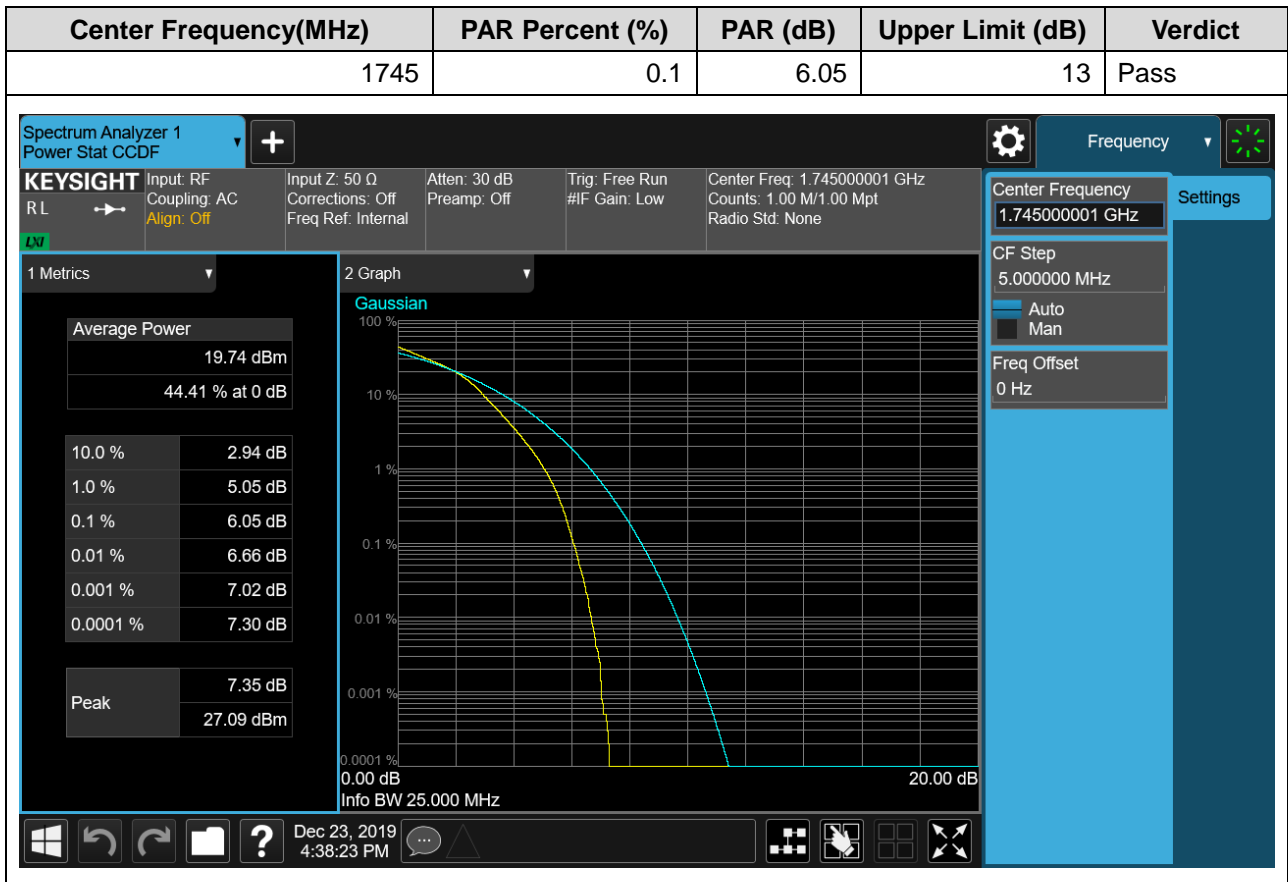 Center Frequency(MHz) PAR Percent (%) PAR (dB) Upper Limit (dB) Verdict
1745 0.1 6.05 13 Pass
Spectrum Analyzer 1
Power Stat CCDF
+
Frequency
KEYSIGHT
R L
LXI
Input: RF
Coupling: AC
Align: Off
Input Z: 50 Ω
Corrections: Off
Freq Ref: Internal
Atten: 30 dB
Preamp: Off
Trig: Free Run
#IF Gain: Low
Center Freq: 1.745000001 GHz
Counts: 1.00 M/1.00 Mpt
Radio Std: None
Center Frequency
1.745000001 GHz
Settings
CF Step
5.000000 MHz
Auto
Man
Freq Offset
0 Hz
1 Metrics
Average Power
19.74 dBm
44.41 % at 0 dB
10.0 % 2.94 dB
1.0 % 5.05 dB
0.1 % 6.05 dB
0.01 % 6.66 dB
0.001 % 7.02 dB
0.0001 % 7.30 dB
Peak
7.35 dB
27.09 dBm
2 Graph
Gaussian
100 %
10 %
1 %
0.1 %
0.01 %
0.001 %
0.0001 %
0.00 dB 20.00 dB
Info BW 25.000 MHz
?
Dec 23, 2019
4:38:23 PM